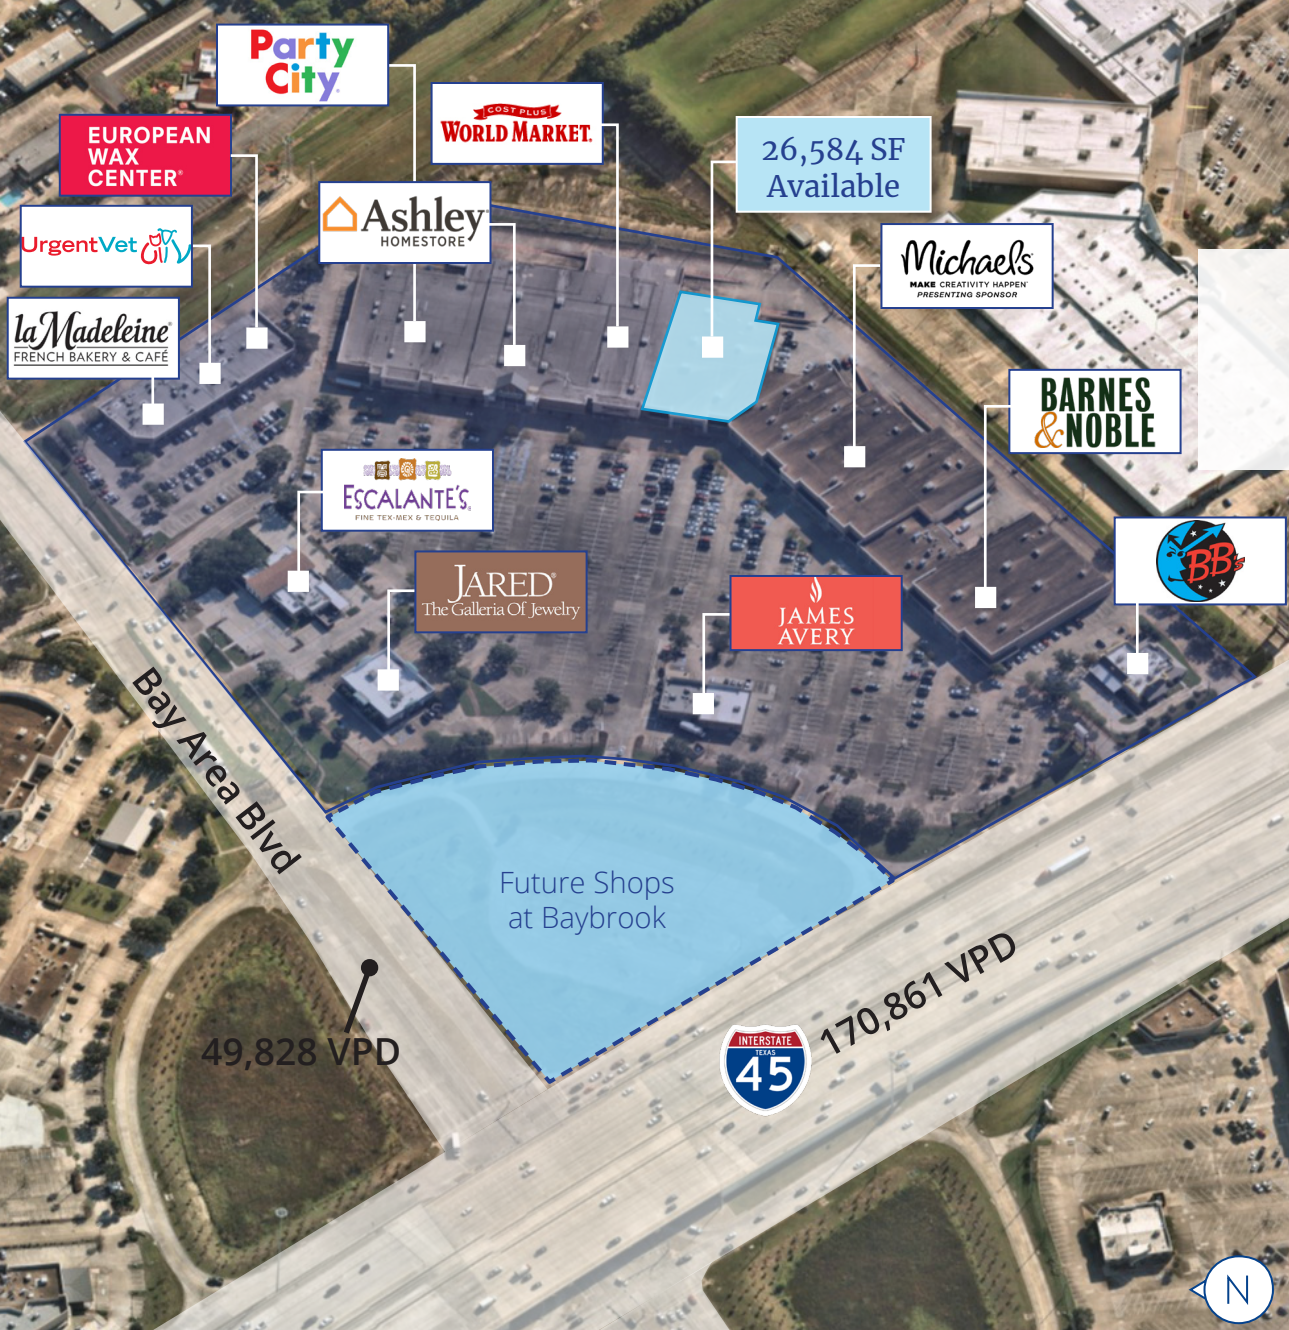 Party
City
COST PLUS
WORLD MARKET.
EUROPEAN
WAX
CENTER
26,584 SF
Available
UrgentVet
Ashley
HOMESTORE
Michaels
MAKE CREATIVITY HAPPEN
PRESENTING SPONSOR
la Madeleine
FRENCH BAKERY & CAFÉ
BARNES
&NOBLE
ESCALANTE'S
FINE TEX-MEX & TEQUILA
BB's
JARED®
The Galleria Of Jewelry
JAMES
AVERY
Bay Area Blvd
Future Shops
at Baybrook
170,861 VPD
49,828 VPD
INTERSTATE
TEXAS
45
N